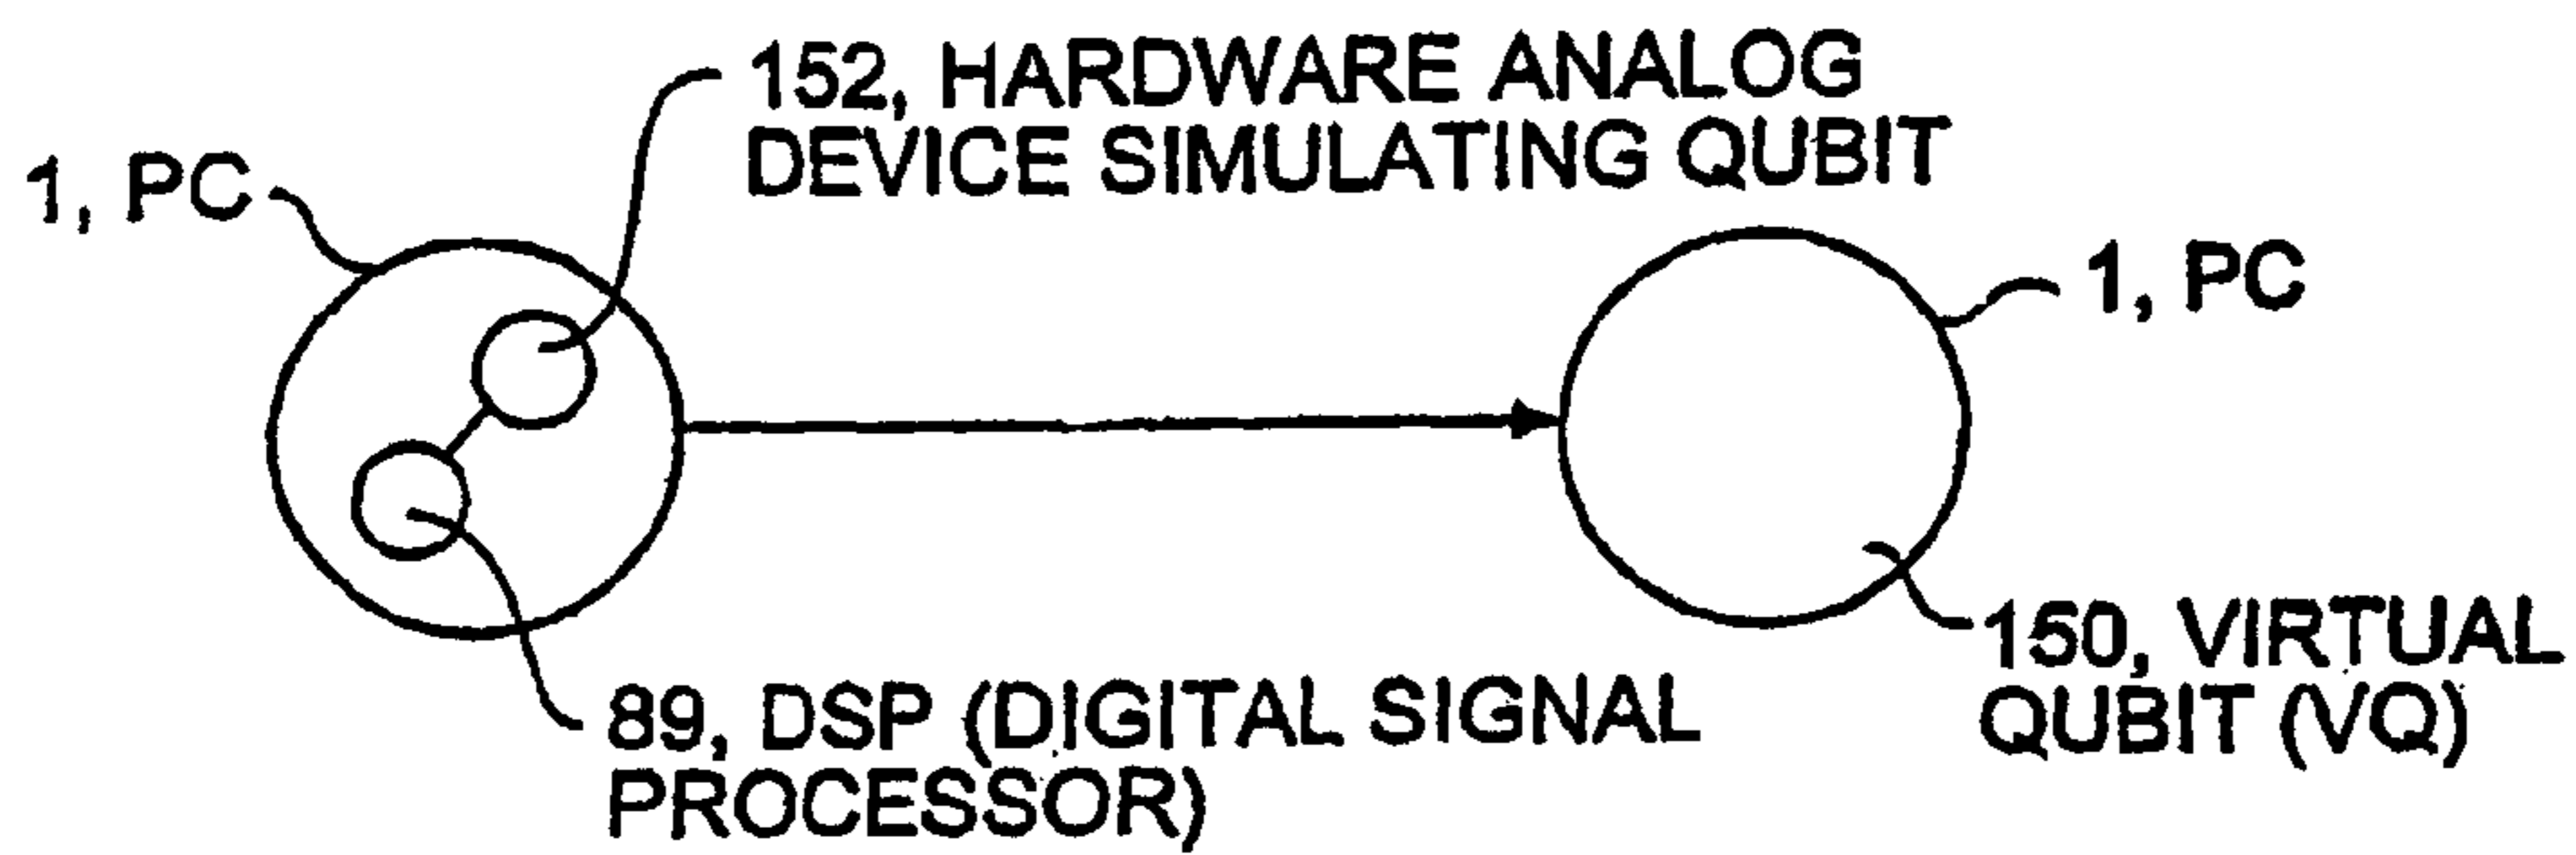 152, HARDWARE ANALOG
DEVICE SIMULATING QUBIT
1, PC
1, PC
150, VIRTUAL
QUBIT (VQ)
89, DSP (DIGITAL SIGNAL
PROCESSOR)